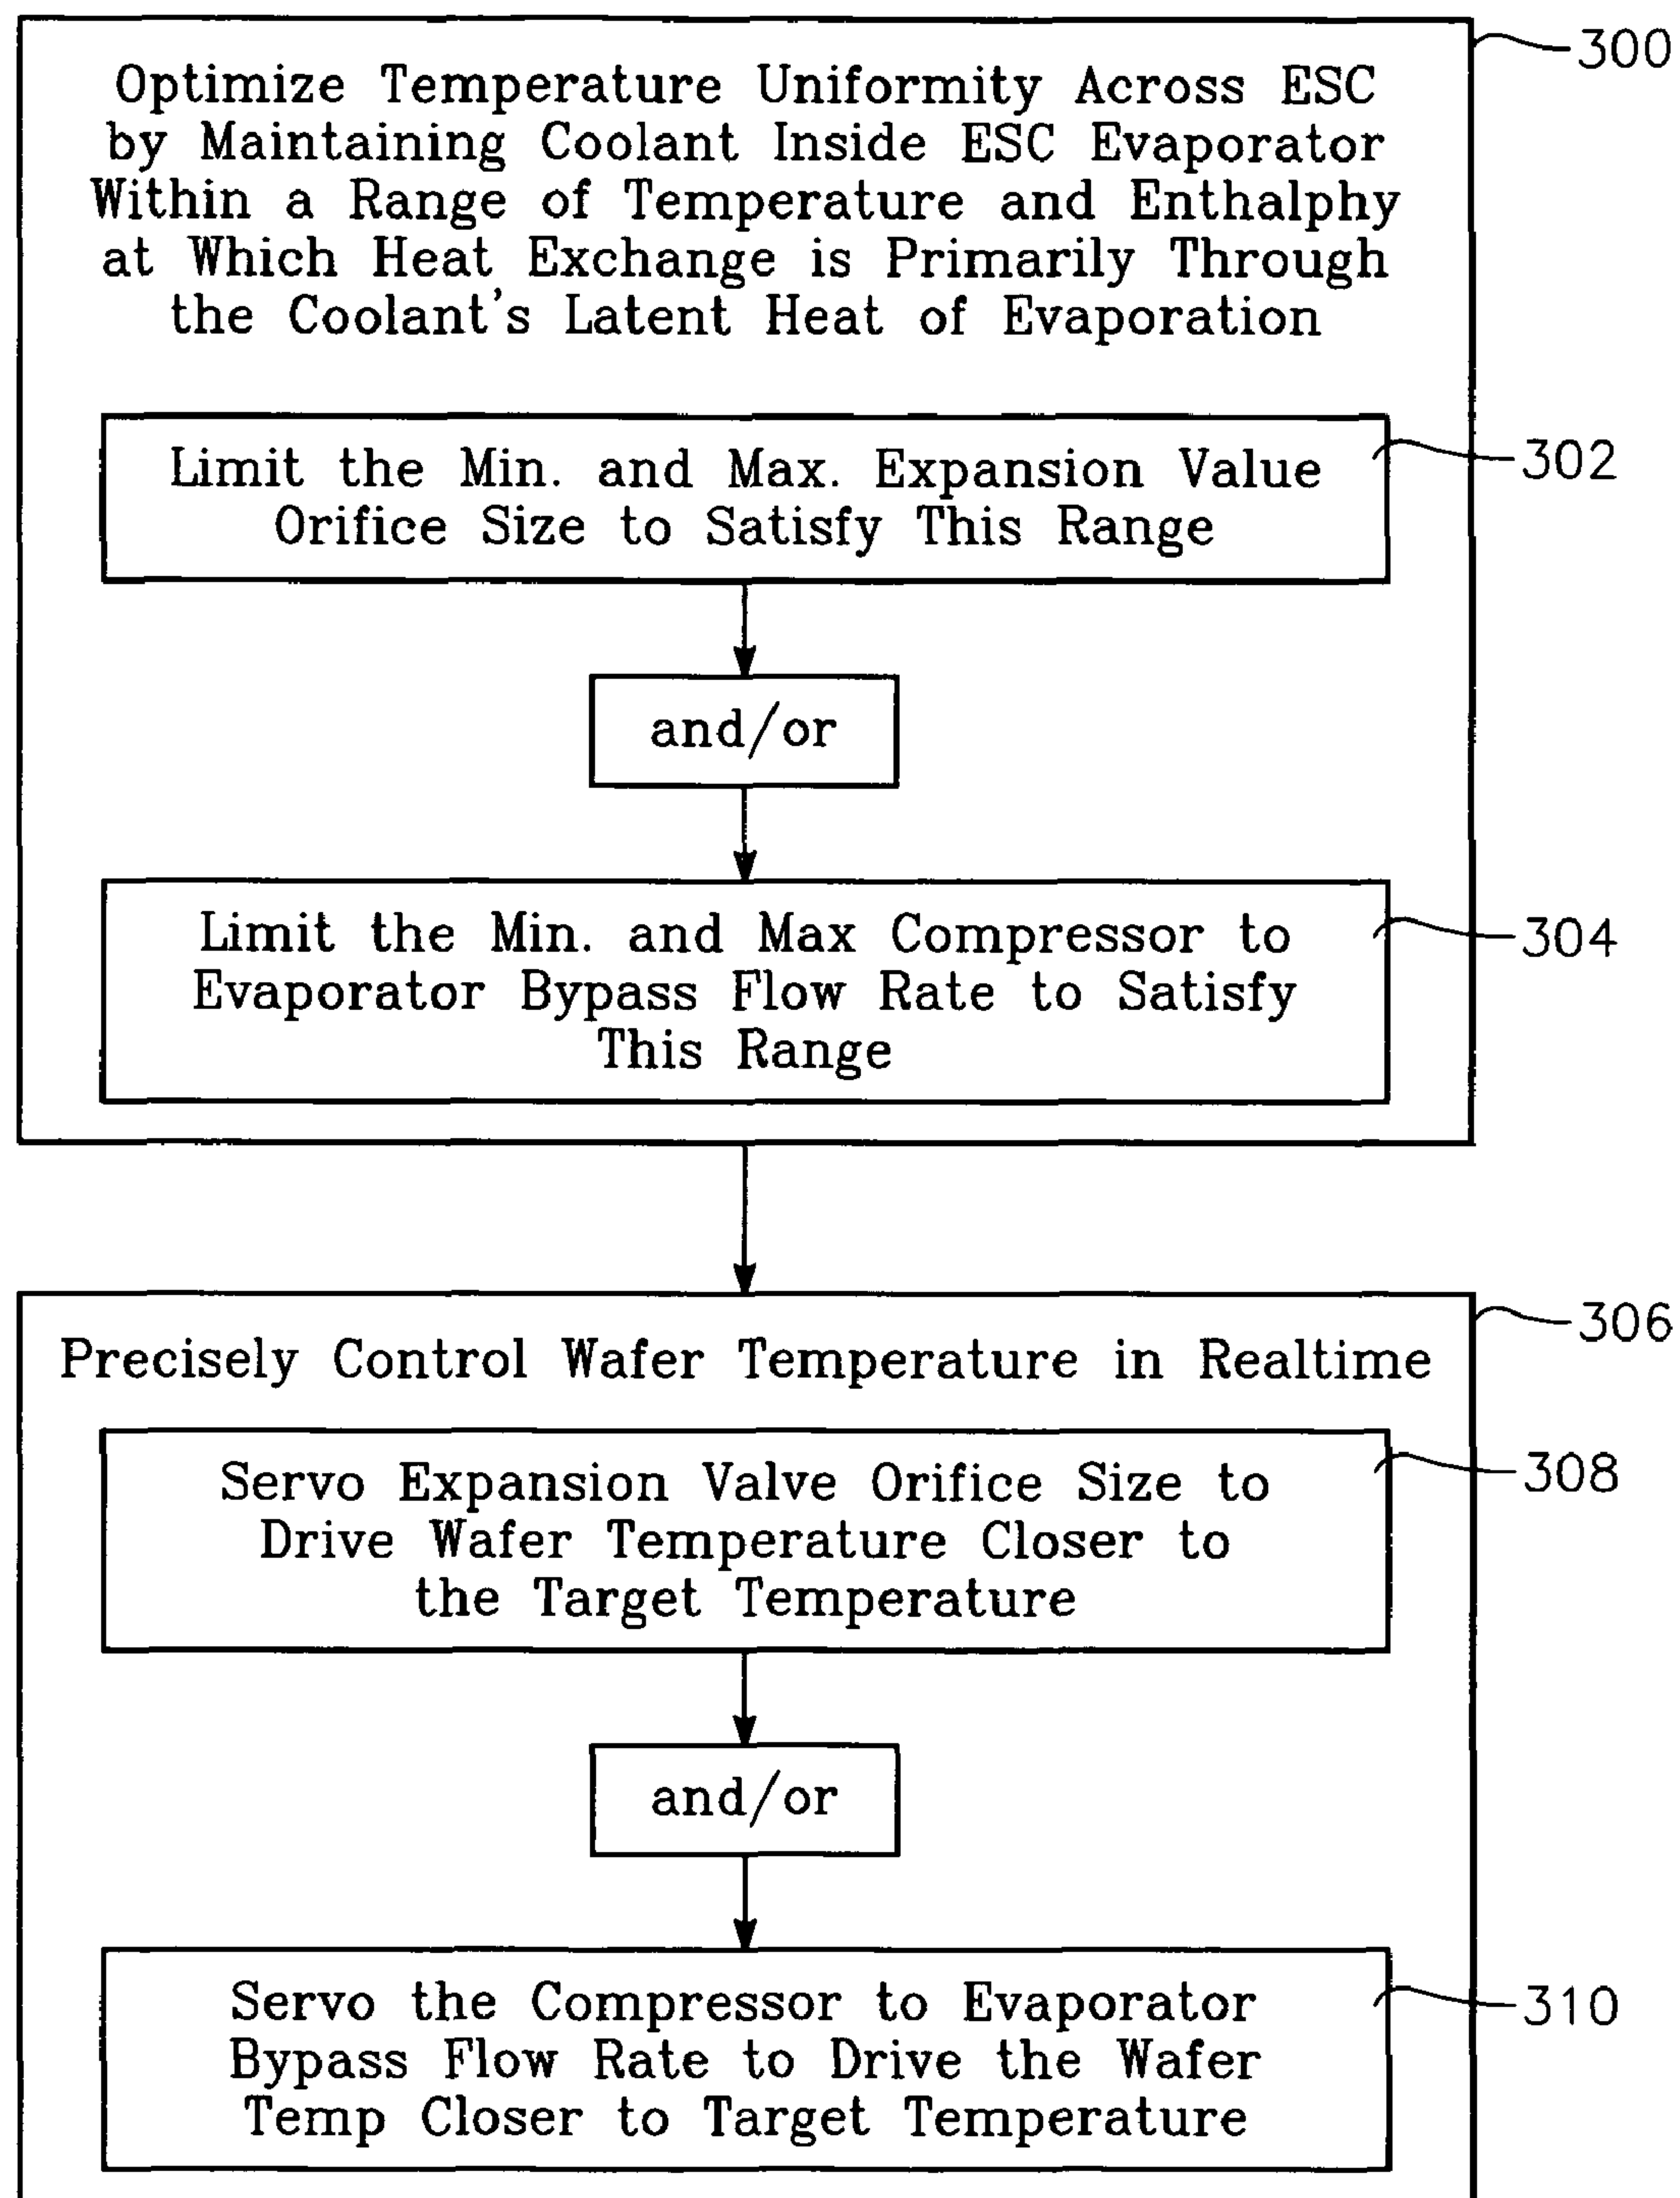 300
Optimize Temperature Uniformity Across ESC
by Maintaining Coolant Inside ESC Evaporator
Within a Range of Temperature and Enthalphy
at Which Heat Exchange is Primarily Through
the Coolant's Latent Heat of Evaporation
302
Limit the Min. and Max. Expansion Value
Orifice Size to Satisfy This Range
and/or
304
Limit the Min. and Max Compressor to
Evaporator Bypass Flow Rate to Satisfy
This Range
306
Precisely Control Wafer Temperature in Realtime
308
Servo Expansion Valve Orifice Size to
Drive Wafer Temperature Closer to
the Target Temperature
and/or
310
Servo the Compressor to Evaporator
Bypass Flow Rate to Drive the Wafer
Temp Closer to Target Temperature